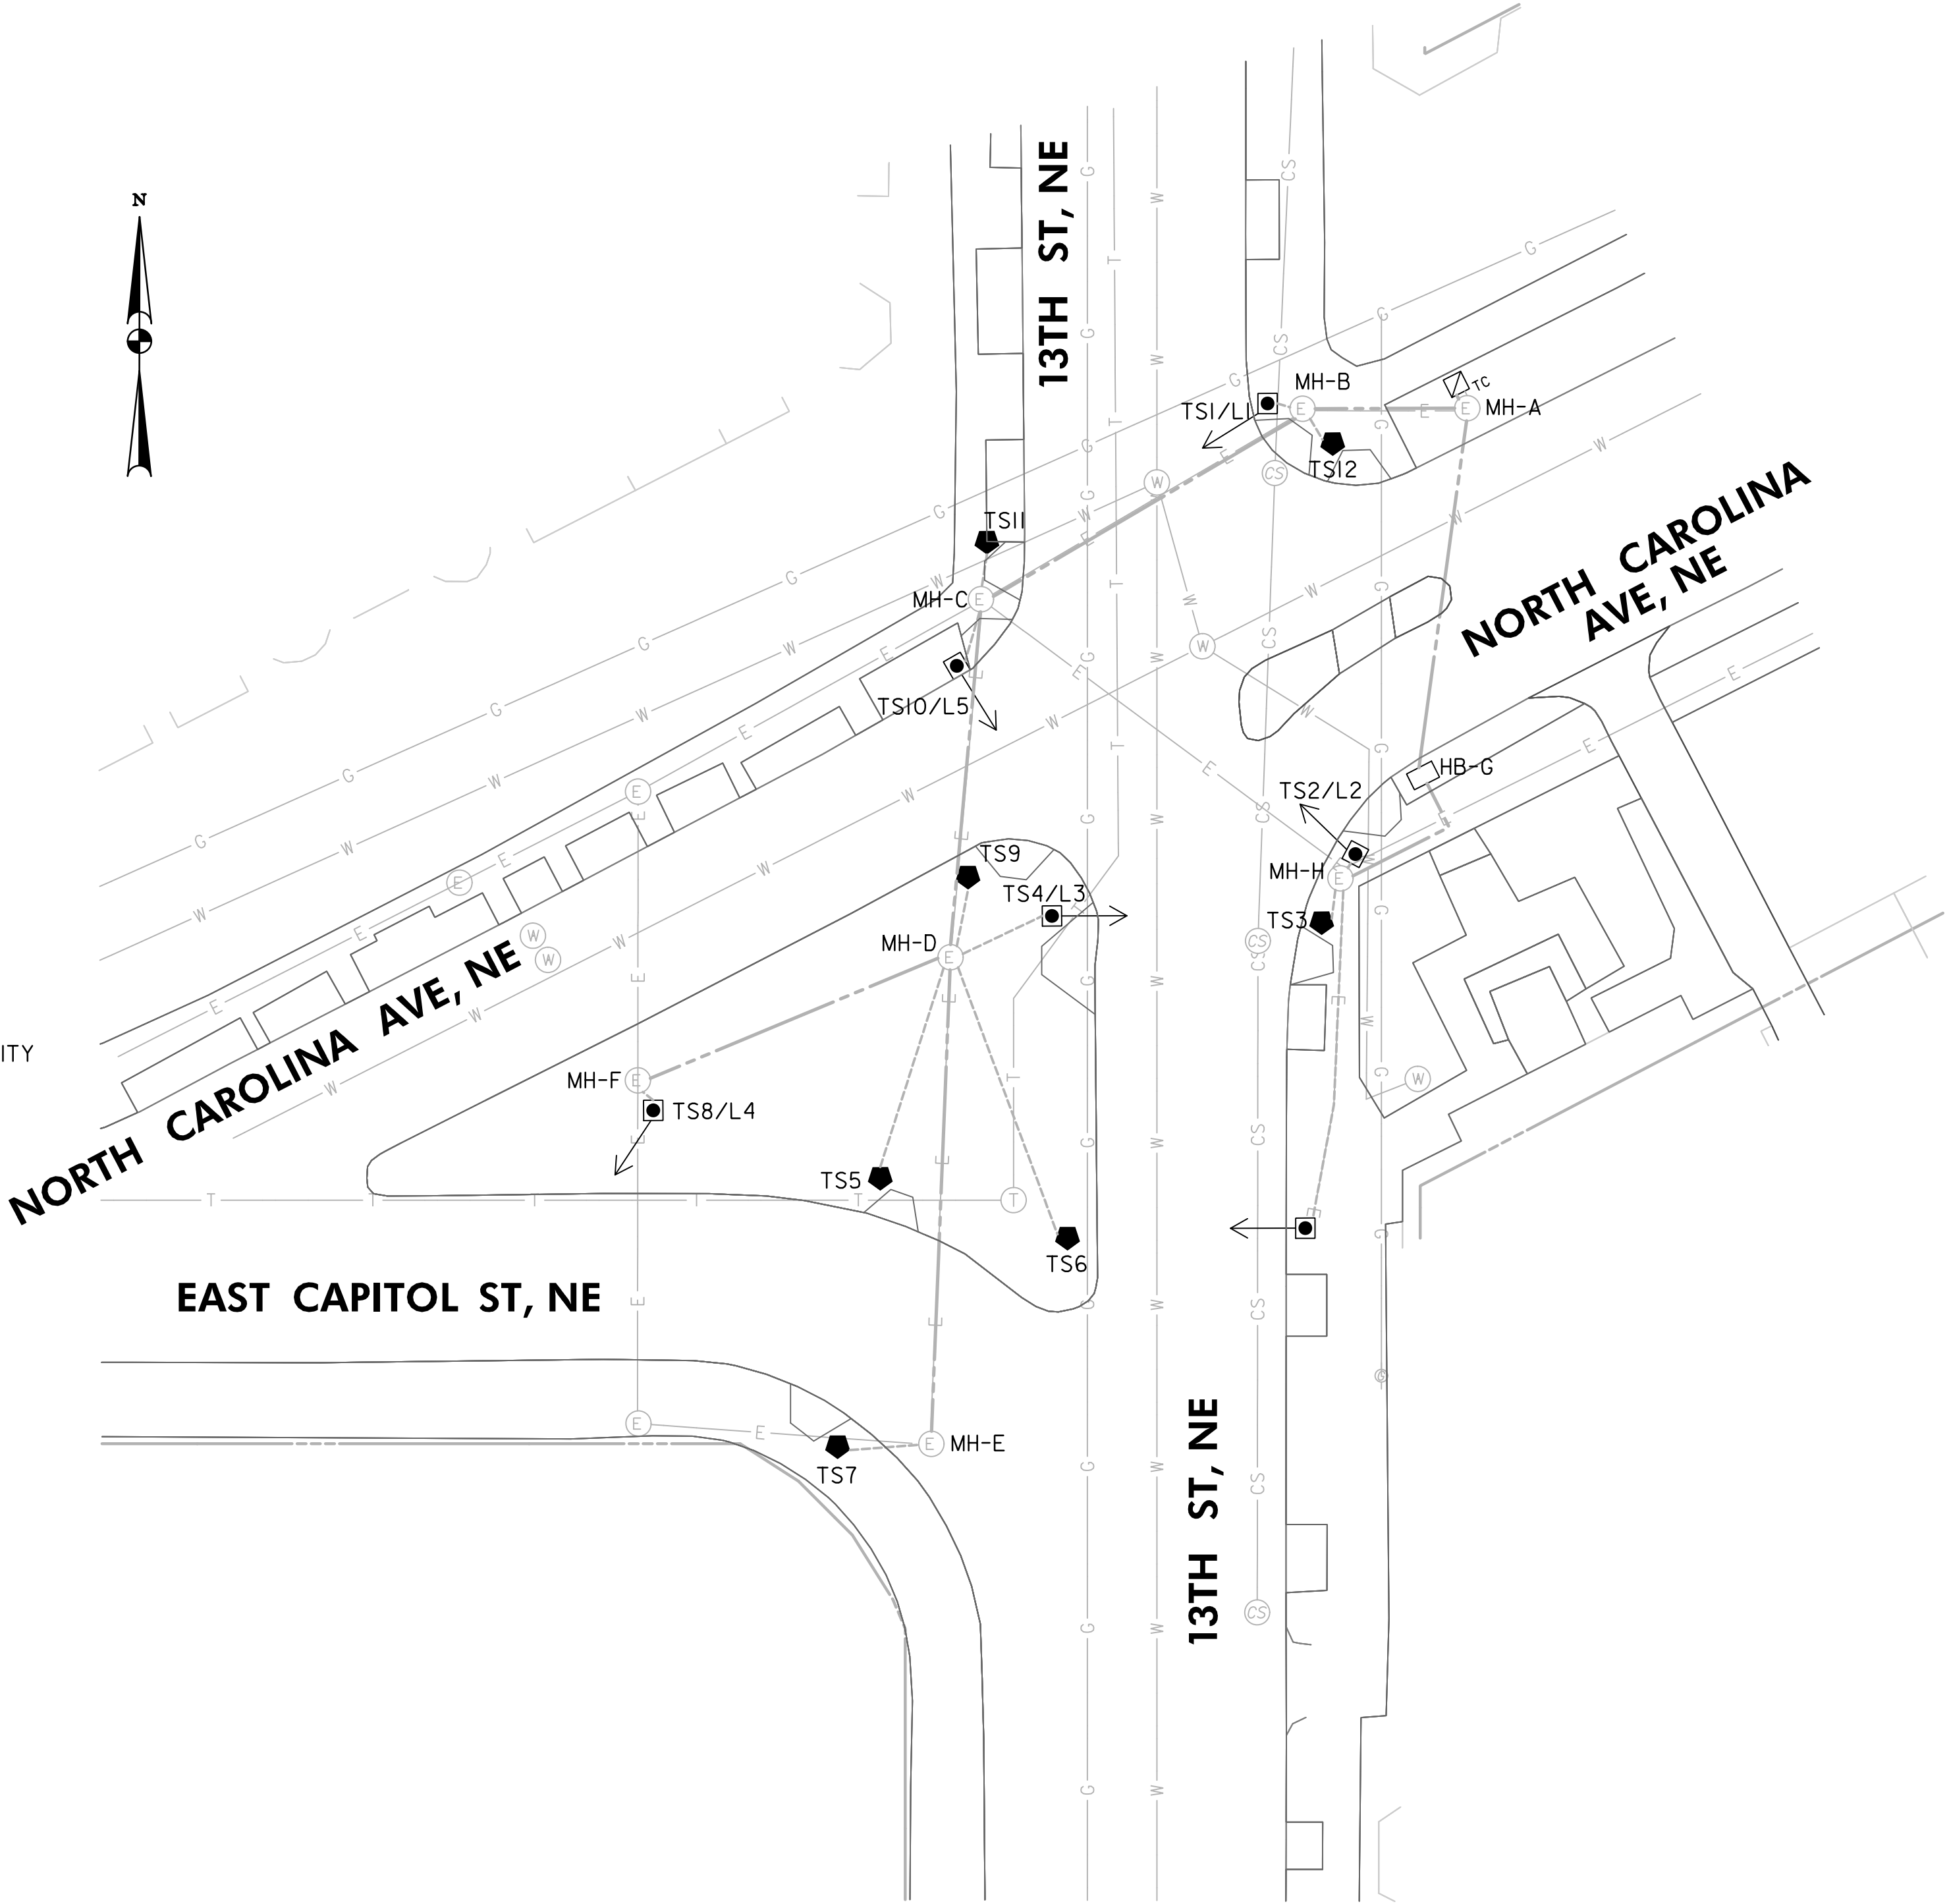 N
13TH ST, NE
MH-B
TC
TS1/L1
MH-A
TS12
TS11
NORTH CAROLINA
AVE, NE
MH-C
TS10/L5
HB-G
TS2/L2
TS9
MH-H
TS4/L3
TS3
MH-D
NORTH CAROLINA AVE, NE
ITY
MH-F
TS8/L4
TS5
TS6
EAST CAPITOL ST, NE
MH-E
TS7
13TH ST, NE